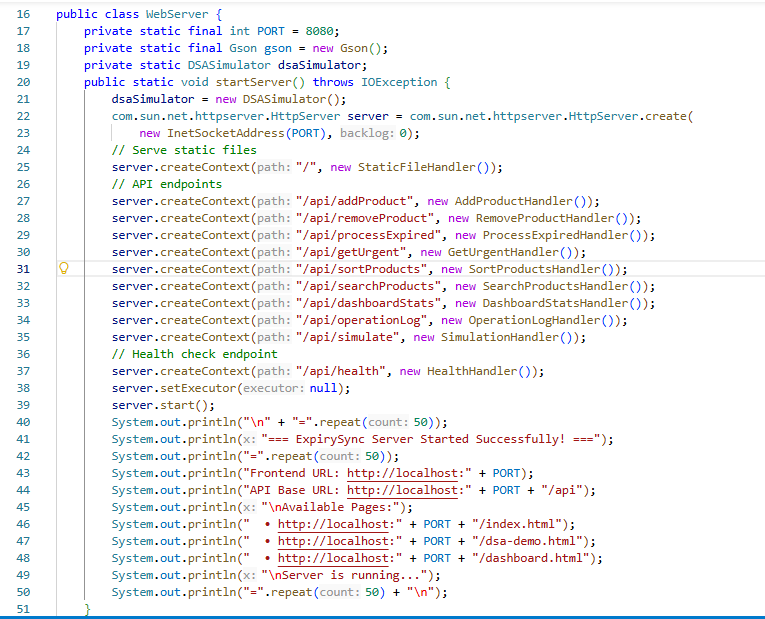 16 public class WebServer {
17 private static final int PORT = 8080;
18 private static final Gson gson = new Gson();
19 private static DSASimulator dsaSimulator;
20 public static void startServer() throws IOException {
21 dsaSimulator = new DSASimulator();
22 com.sun.net.httpserver.HttpServer server = com.sun.net.httpserver.HttpServer.create(
23 new InetSocketAddress(PORT), backlog: 0);
24 // Serve static files
25 server.createContext(path: "/", new StaticFileHandler());
26 // API endpoints
27 server.createContext(path: "/api/addProduct", new AddProductHandler());
28 server.createContext(path: "/api/removeProduct", new RemoveProductHandler());
29 server.createContext(path: "/api/processExpired", new ProcessExpiredHandler());
30 server.createContext(path: "/api/getUrgent", new GetUrgentHandler());
31 server.createContext(path: "/api/sortProducts", new SortProductsHandler());
32 server.createContext(path: "/api/searchProducts", new SearchProductsHandler());
33 server.createContext(path: "/api/dashboardStats", new DashboardStatsHandler());
34 server.createContext(path: "/api/operationLog", new OperationLogHandler());
35 server.createContext(path: "/api/simulate", new SimulationHandler());
36 // Health check endpoint
37 server.createContext(path: "/api/health", new HealthHandler());
38 server.setExecutor(executor: null);
39 server.start();
40 System.out.println("\n" + "=".repeat(count: 50));
41 System.out.println(x: "=== ExpirySync Server Started Successfully! ===");
42 System.out.println("=".repeat(count: 50));
43 System.out.println("Frontend URL: http://localhost:" + PORT);
44 System.out.println("API Base URL: http://localhost:" + PORT + "/api");
45 System.out.println(x: "\nAvailable Pages:");
46 System.out.println("  • http://localhost:" + PORT + "/index.html");
47 System.out.println("  • http://localhost:" + PORT + "/dsa-demo.html");
48 System.out.println("  • http://localhost:" + PORT + "/dashboard.html");
49 System.out.println(x: "\nServer is running...");
50 System.out.println("=".repeat(count: 50) + "\n");
51 }